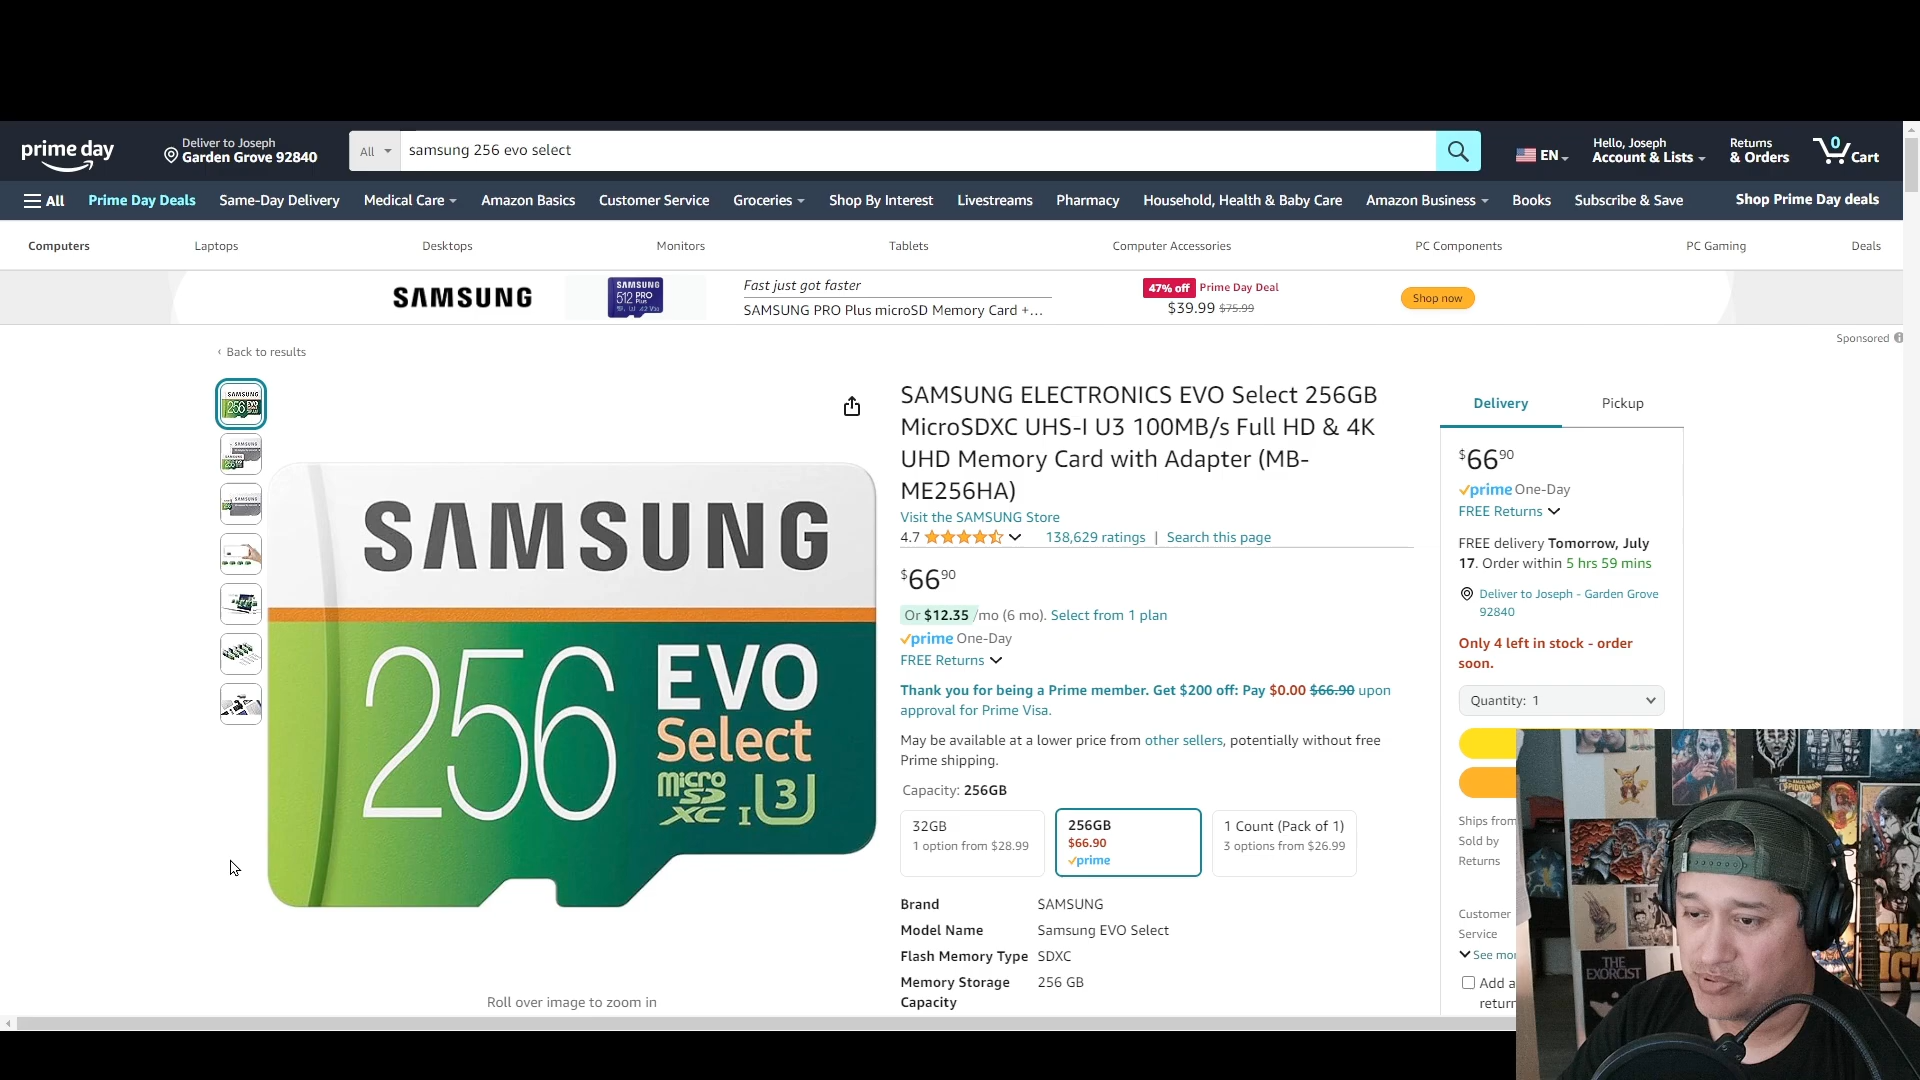 prime day
Deliver to Joseph
Garden Grove 92840
All
samsung 256 evo select
EN
Hello, Joseph
Account & Lists
Returns
& Orders
0
Cart
All
Prime Day Deals
Same-Day Delivery
Medical Care
Amazon Basics
Customer Service
Groceries
Shop By Interest
Livestreams
Pharmacy
Household, Health & Baby Care
Amazon Business
Books
Subscribe & Save
Shop Prime Day deals
Computers
Laptops
Desktops
Monitors
Tablets
Computer Accessories
PC Components
PC Gaming
Deals
SAMSUNG
SAMSUNG
512 PRO
Plus
Fast just got faster
SAMSUNG PRO Plus microSD Memory Card +...
47% off Prime Day Deal
$39.99 $75.99
Shop now
Sponsored
‹ Back to results
SAMSUNG
256 EVO
Select
micro
SD
XC I U3
Roll over image to zoom in
SAMSUNG ELECTRONICS EVO Select 256GB
MicroSDXC UHS-I U3 100MB/s Full HD & 4K
UHD Memory Card with Adapter (MB-
ME256HA)
Visit the SAMSUNG Store
4.7
138,629 ratings | Search this page
$66 90
Or $12.35 /mo (6 mo). Select from 1 plan
prime One-Day
FREE Returns
Thank you for being a Prime member. Get $200 off: Pay $0.00 $66.90 upon
approval for Prime Visa.
May be available at a lower price from other sellers, potentially without free
Prime shipping.
Capacity: 256GB
32GB
1 option from $28.99
256GB
$66.90
prime
1 Count (Pack of 1)
3 options from $26.99
Brand SAMSUNG
Model Name Samsung EVO Select
Flash Memory Type SDXC
Memory Storage 256 GB
Capacity
Delivery
Pickup
$66 90
prime One-Day
FREE Returns
FREE delivery Tomorrow, July
17. Order within 5 hrs 59 mins
Deliver to Joseph - Garden Grove
92840
Only 4 left in stock - order
soon.
Quantity: 1
Ships from
Sold by
Returns
Customer
Service
See mor
Add a
return
THE
EXORCIST